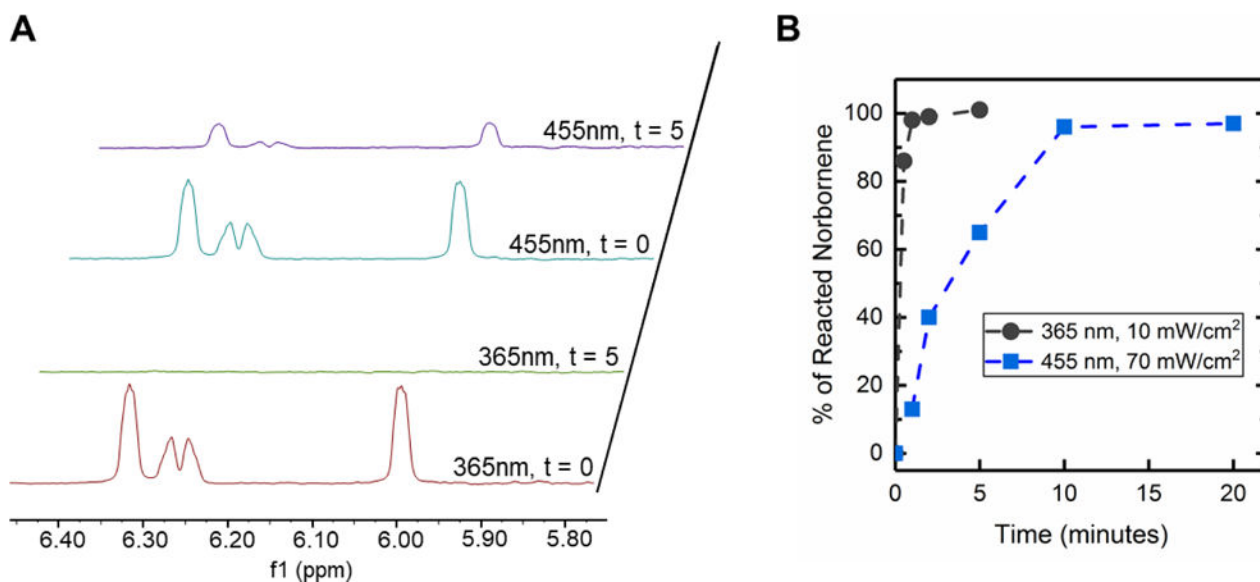 A
455nm, t = 5
455nm, t = 0
365nm, t = 5
365nm, t = 0
6.40 6.30 6.20 6.10 6.00 5.90 5.80
f1 (ppm)
B
% of Reacted Norbornene
100
80
60
40
20
0
365 nm, 10 mW/cm²
455 nm, 70 mW/cm²
0 5 10 15 20
Time (minutes)